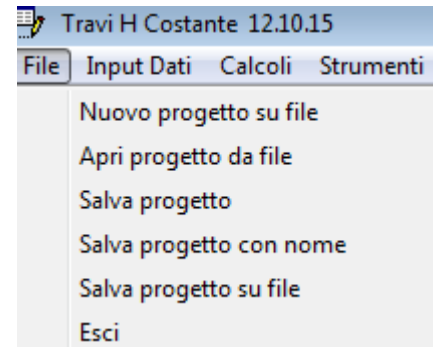 Travi H Costante 12.10.15
File Input Dati Calcoli Strumenti
Nuovo progetto su file
Apri progetto da file
Salva progetto
Salva progetto con nome
Salva progetto su file
Esci